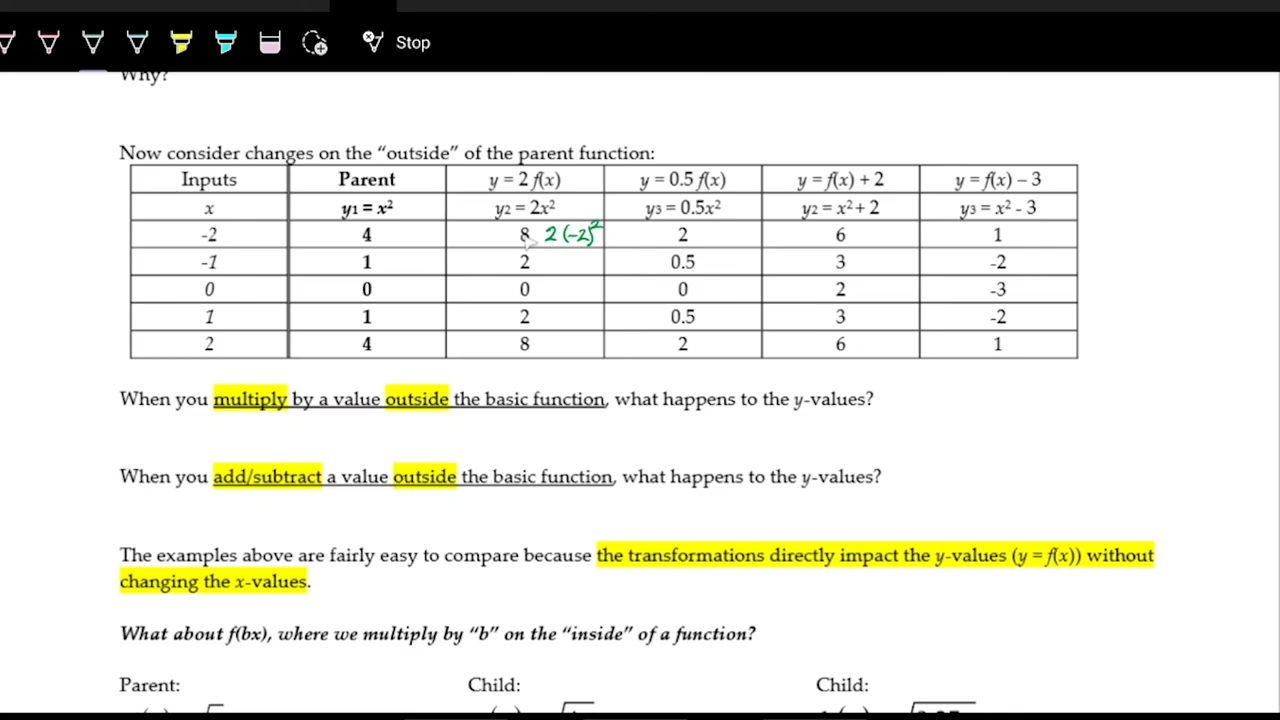 Stop
Why?
Now consider changes on the “outside” of the parent function:
Inputs Parent y = 2 f(x) y = 0.5 f(x) y = f(x) + 2 y = f(x) – 3
x y1 = x² y2 = 2x² y3 = 0.5x² y2 = x² + 2 y3 = x² - 3
-2 4 8 2(-2)² 2 6 1
-1 1 2 0.5 3 -2
0 0 0 0 2 -3
1 1 2 0.5 3 -2
2 4 8 2 6 1
When you multiply by a value outside the basic function, what happens to the y-values?
When you add/subtract a value outside the basic function, what happens to the y-values?
The examples above are fairly easy to compare because the transformations directly impact the y-values (y = f(x)) without
changing the x-values.
What about f(bx), where we multiply by “b” on the “inside” of a function?
Parent: Child: Child: